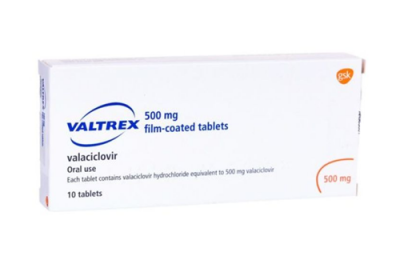 gsk
VALTREX
500 mg
film-coated tablets
valaciclovir
Oral use
Each tablet contains valaciclovir hydrochloride equivalent to 500 mg valaciclovir
10 tablets
500 mg